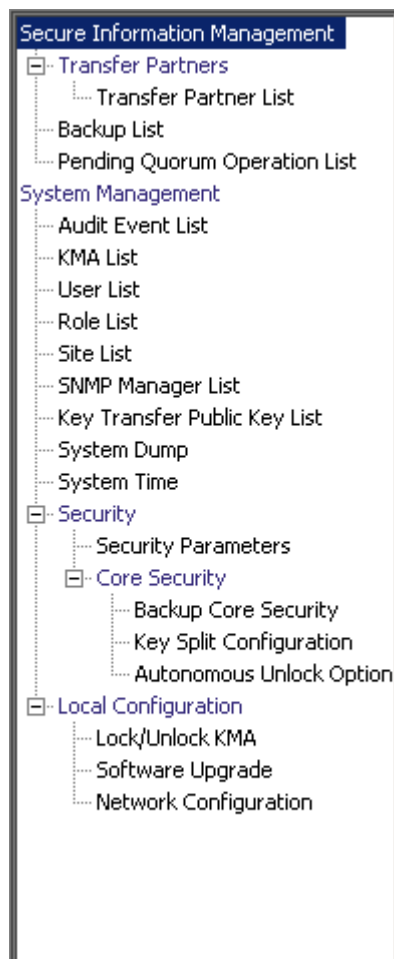 Secure Information Management
Transfer Partners
Transfer Partner List
Backup List
Pending Quorum Operation List
System Management
Audit Event List
KMA List
User List
Role List
Site List
SNMP Manager List
Key Transfer Public Key List
System Dump
System Time
Security
Security Parameters
Core Security
Backup Core Security
Key Split Configuration
Autonomous Unlock Option
Local Configuration
Lock/Unlock KMA
Software Upgrade
Network Configuration